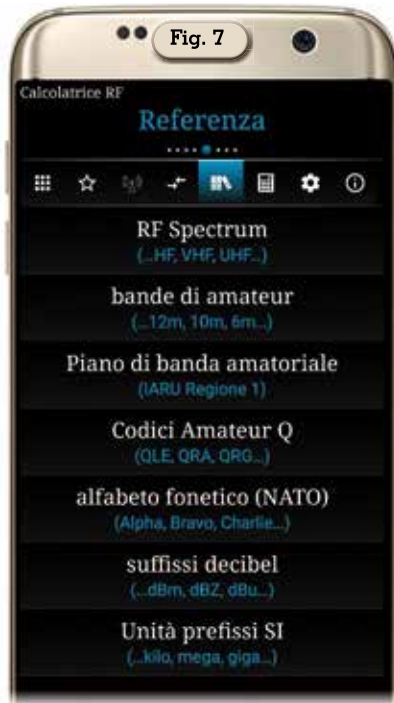 Fig. 7
Calcolatrice RF
Referenza
RF Spectrum
(...HF, VHF, UHF...)
bande di amateur
(...12m, 10m, 6m...)
Piano di banda amatoriale
(IARU Regione 1)
Codici Amateur Q
(QLE, QRA, QRG...)
alfabeto fonetico (NATO)
(Alpha, Bravo, Charlie...)
suffissi decibel
(...dBm, dBZ, dBu...)
Unità prefissi SI
(...kilo, mega, giga...)